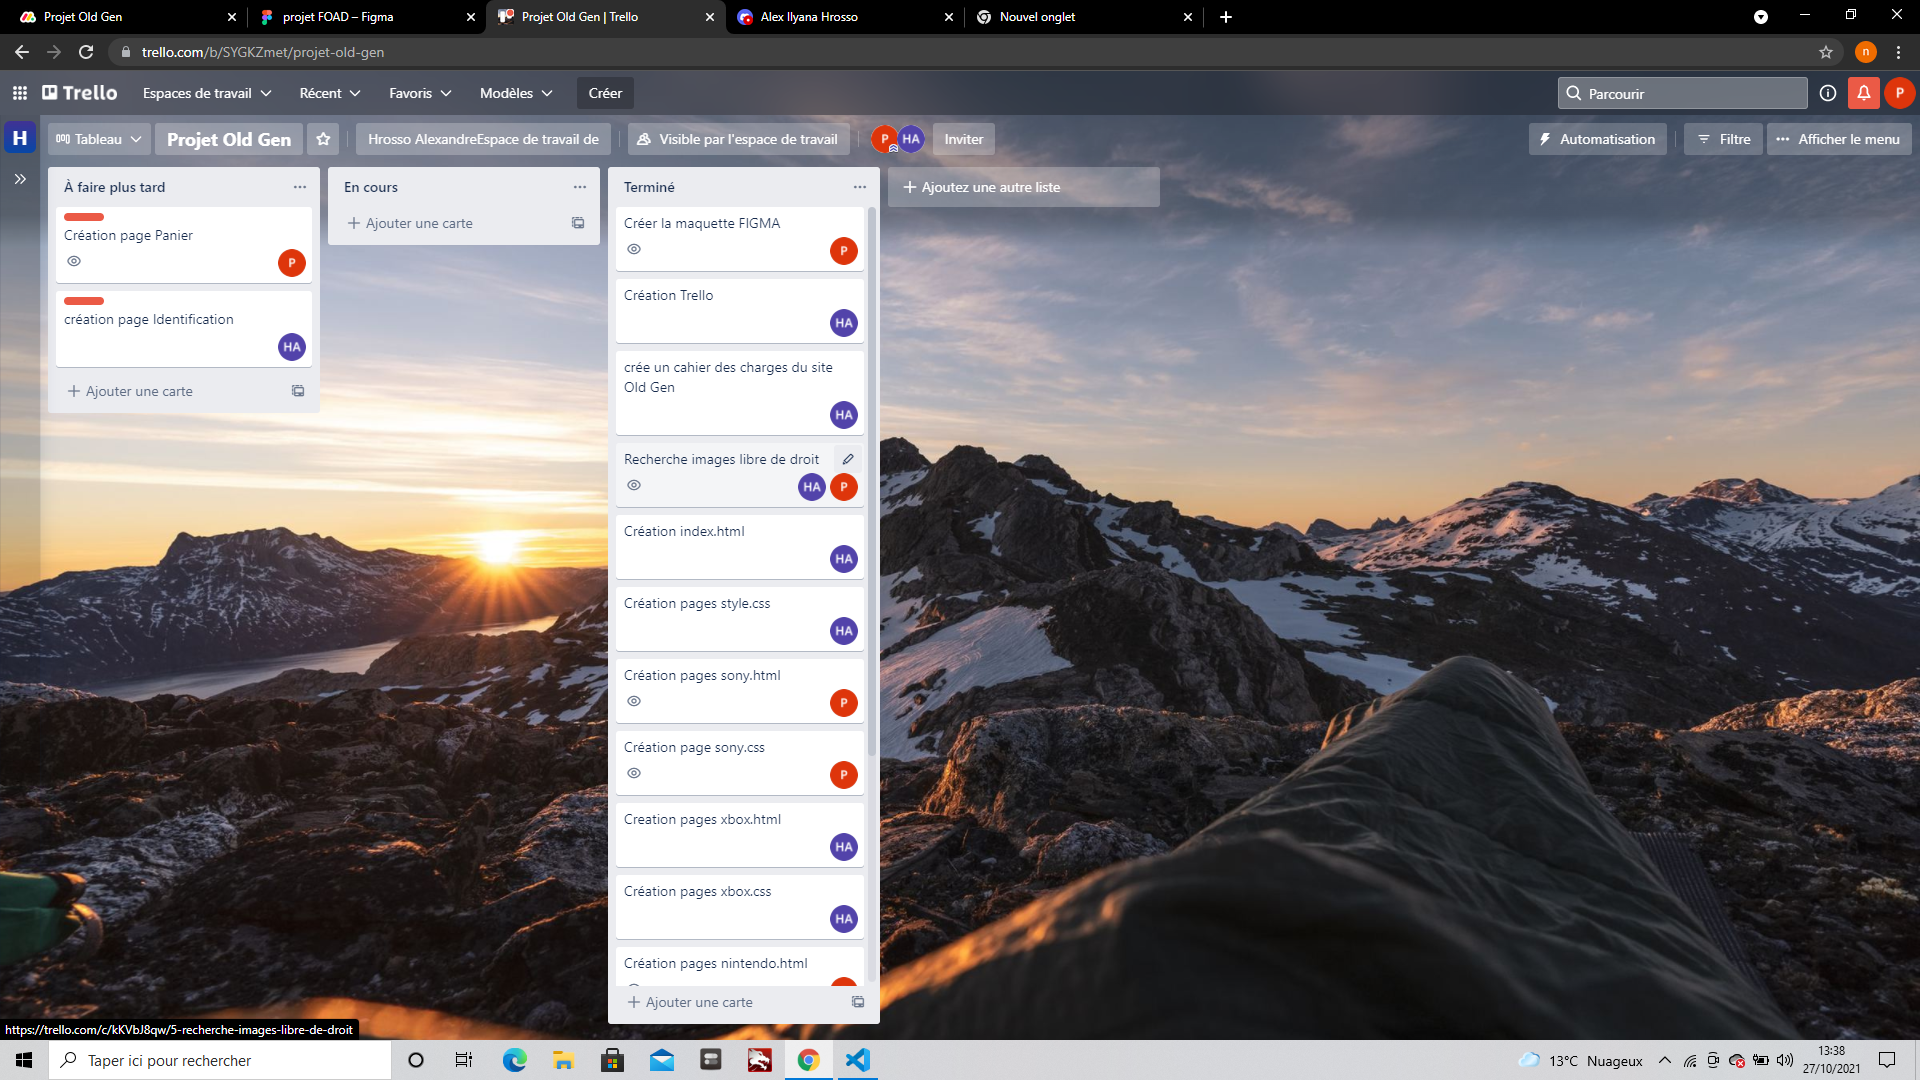 Projet Old Gen
projet FOAD – Figma
Projet Old Gen | Trello
Alex Ilyana Hrosso
Nouvel onglet
trello.com/b/SYGKZmet/projet-old-gen
n
Trello
Espaces de travail
Récent
Favoris
Modèles
Créer
Parcourir
P
H
Tableau
Projet Old Gen
Hrosso AlexandreEspace de travail de
Visible par l'espace de travail
P
HA
Inviter
Automatisation
Filtre
Afficher le menu
À faire plus tard
Création page Panier
P
création page Identification
HA
Ajouter une carte
En cours
Ajouter une carte
Terminé
Créer la maquette FIGMA
P
Création Trello
HA
crée un cahier des charges du site
Old Gen
HA
Recherche images libre de droit
HA
P
Création index.html
HA
Création pages style.css
HA
Création pages sony.html
P
Création page sony.css
P
Creation pages xbox.html
HA
Création pages xbox.css
HA
Création pages nintendo.html
Ajouter une carte
Ajoutez une autre liste
https://trello.com/c/kKVbJ8qw/5-recherche-images-libre-de-droit
Taper ici pour rechercher
13°C Nuageux
13:38
27/10/2021